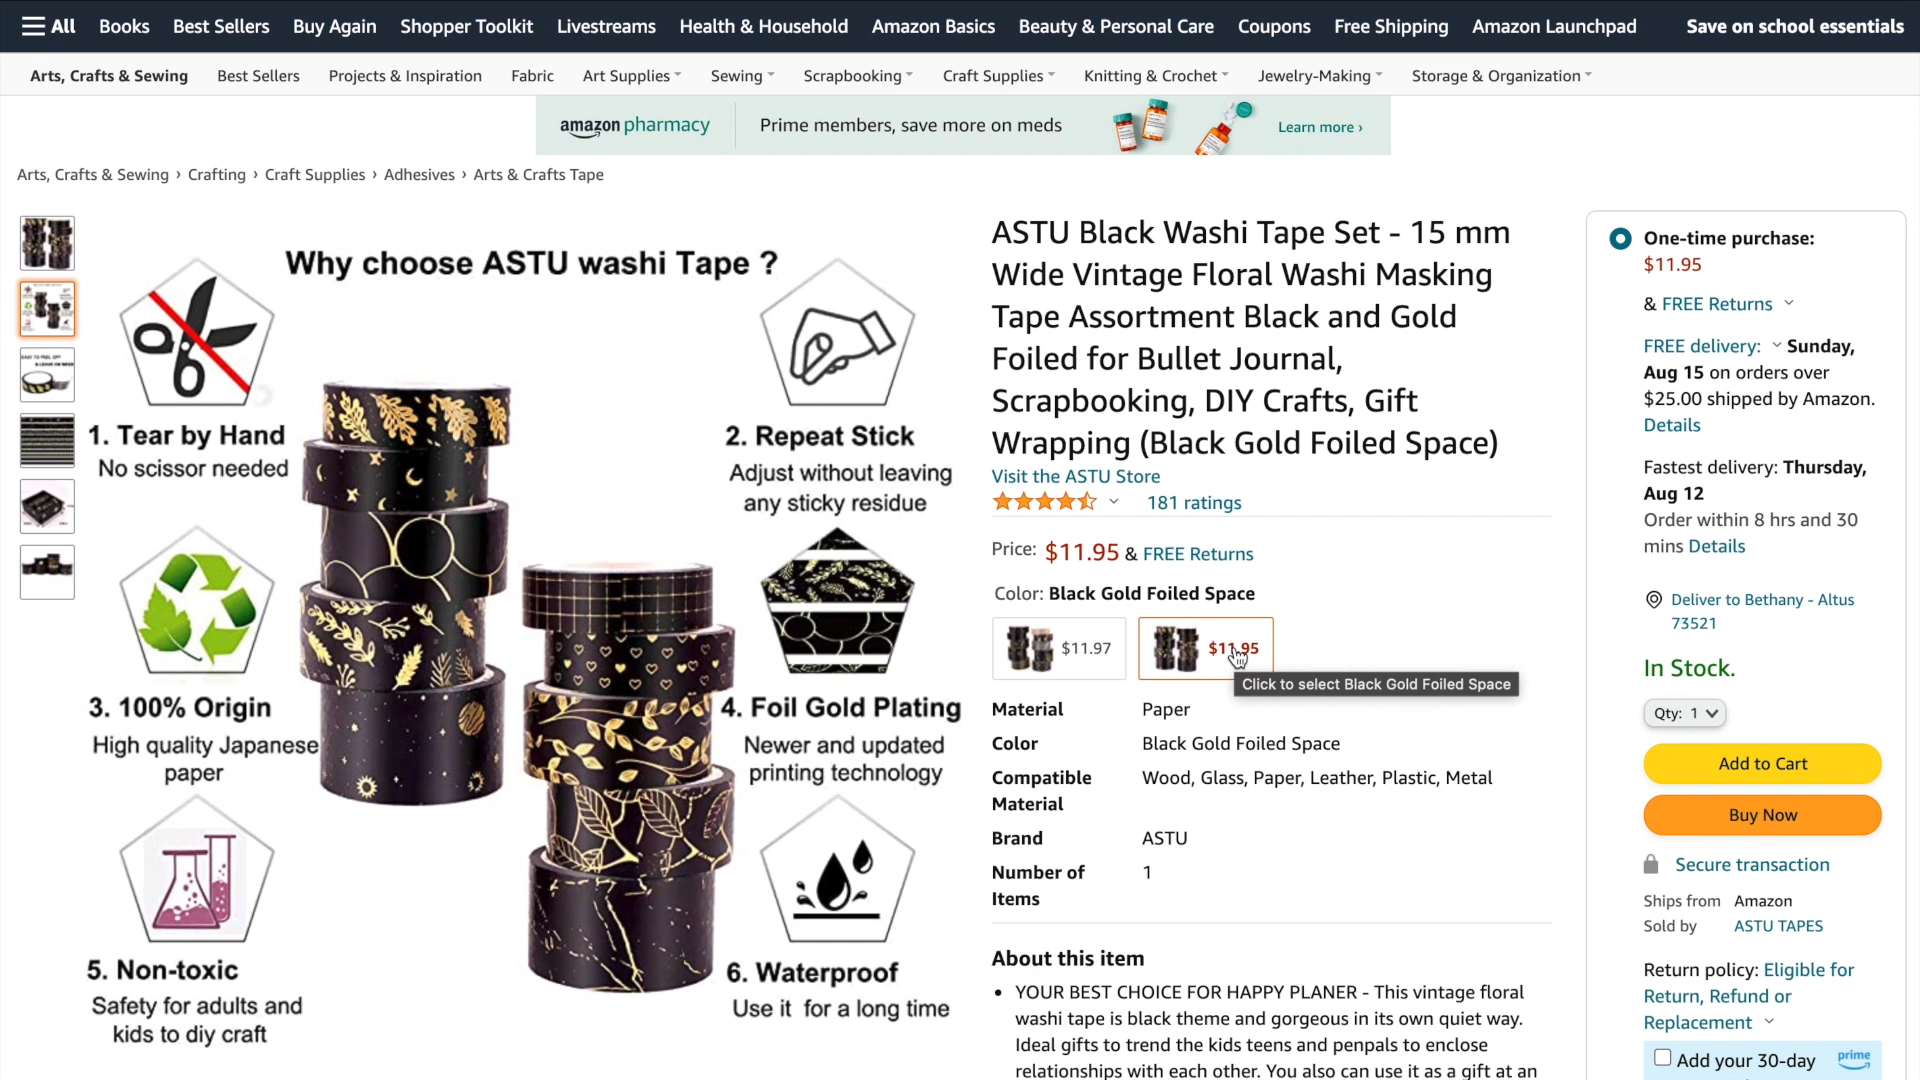 All Books Best Sellers Buy Again Shopper Toolkit Livestreams Health & Household Amazon Basics Beauty & Personal Care Coupons Free Shipping Amazon Launchpad Save on school essentials
Arts, Crafts & Sewing Best Sellers Projects & Inspiration Fabric Art Supplies Sewing Scrapbooking Craft Supplies Knitting & Crochet Jewelry-Making Storage & Organization
amazon pharmacy Prime members, save more on meds Learn more ›
Arts, Crafts & Sewing › Crafting › Craft Supplies › Adhesives › Arts & Crafts Tape
Why choose ASTU washi Tape ?
1. Tear by Hand
No scissor needed
2. Repeat Stick
Adjust without leaving
any sticky residue
3. 100% Origin
High quality Japanese
paper
4. Foil Gold Plating
Newer and updated
printing technology
5. Non-toxic
Safety for adults and
kids to diy craft
6. Waterproof
Use it for a long time
ASTU Black Washi Tape Set - 15 mm
Wide Vintage Floral Washi Masking
Tape Assortment Black and Gold
Foiled for Bullet Journal,
Scrapbooking, DIY Crafts, Gift
Wrapping (Black Gold Foiled Space)
Visit the ASTU Store
181 ratings
Price: $11.95 & FREE Returns
Color: Black Gold Foiled Space
$11.97 $11.95
Click to select Black Gold Foiled Space
Material Paper
Color Black Gold Foiled Space
Compatible Wood, Glass, Paper, Leather, Plastic, Metal
Material
Brand ASTU
Number of 1
Items
About this item
• YOUR BEST CHOICE FOR HAPPY PLANER - This vintage floral
washi tape is black theme and gorgeous in its own quiet way.
Ideal gifts to trend the kids teens and penpals to enclose
relationships with each other. You also can use it as a gift at an
One-time purchase:
$11.95
& FREE Returns
FREE delivery: Sunday,
Aug 15 on orders over
$25.00 shipped by Amazon.
Details
Fastest delivery: Thursday,
Aug 12
Order within 8 hrs and 30
mins Details
Deliver to Bethany - Altus
73521
In Stock.
Qty: 1
Add to Cart
Buy Now
Secure transaction
Ships from Amazon
Sold by ASTU TAPES
Return policy: Eligible for
Return, Refund or
Replacement
Add your 30-day prime